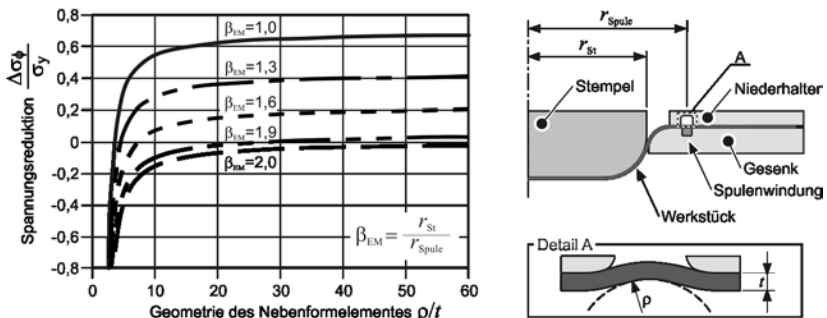 Spannungsreduktion Δσϕ/σy
0,8
0,6
0,4
0,2
0
-0,2
-0,4
-0,6
-0,8
βEM=1,0
βEM=1,3
βEM=1,6
βEM=1,9
βEM=2,0
βEM = rSt / rSpule
0 10 20 30 40 50 60
Geometrie des Nebenformelementes ρ/t
rSpule
rSt
A
Stempel
Niederhalter
Gesenk
Spulenwindung
Werkstück
Detail A
t
ρ